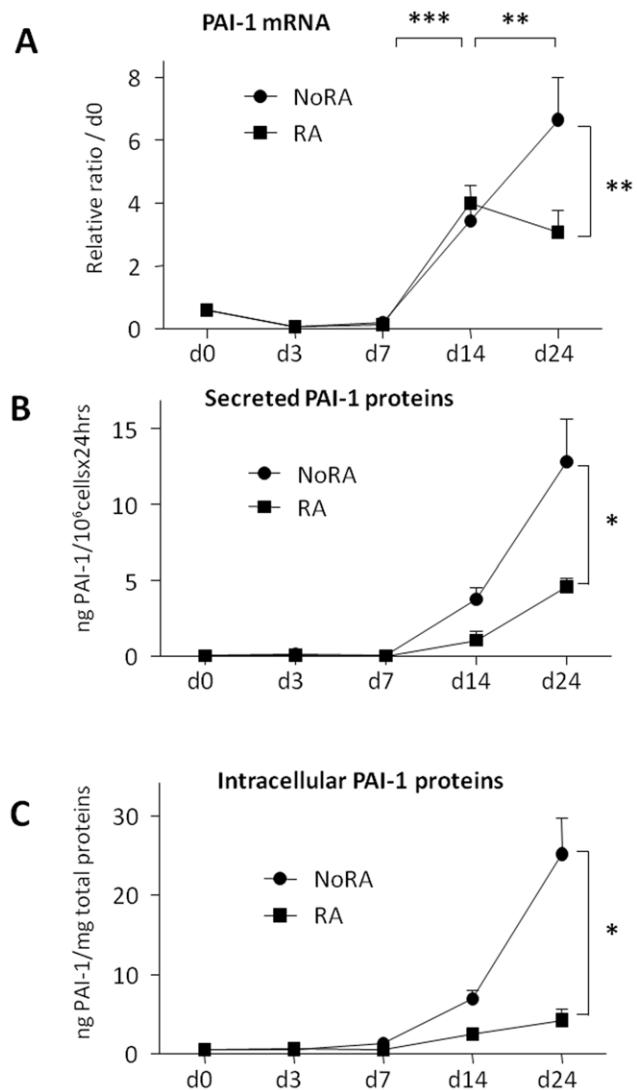 A
PAI-1 mRNA
*** **
Relative ratio / d0
8
6
4
2
0
NoRA
RA
**
d0 d3 d7 d14 d24
B
Secreted PAI-1 proteins
ng PAI-1/10⁶cellsx24hrs
15
10
5
0
NoRA
RA
*
d0 d3 d7 d14 d24
C
Intracellular PAI-1 proteins
ng PAI-1/mg total proteins
30
20
10
0
NoRA
RA
*
d0 d3 d7 d14 d24